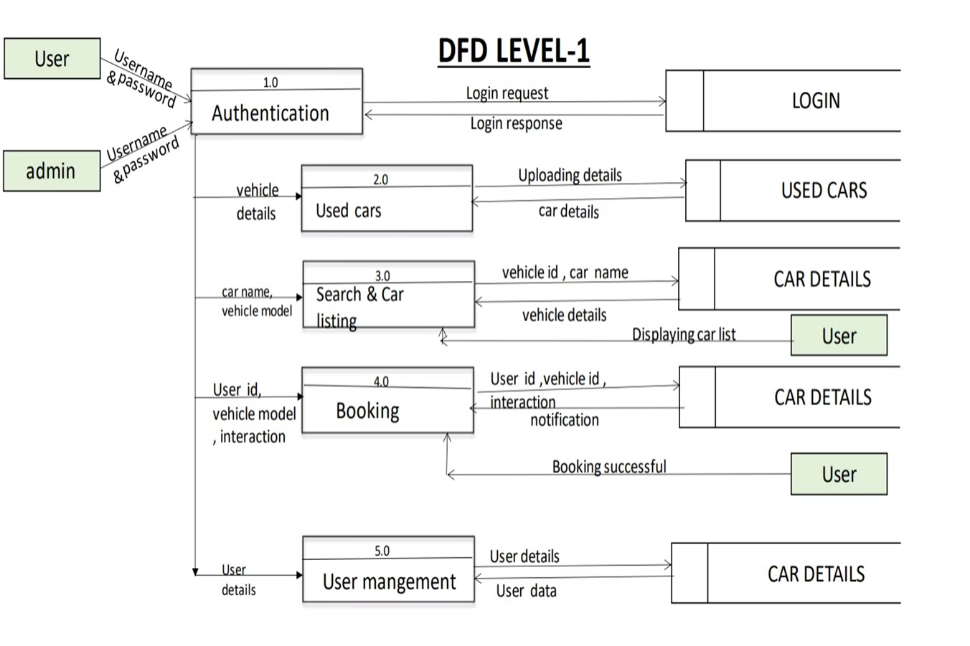 DFD LEVEL-1
User
Username
&password
1.0
Authentication
Login request
Login response
LOGIN
admin
Username
&password
vehicle
details
2.0
Used cars
Uploading details
car details
USED CARS
car name,
vehicle model
3.0
Search & Car
listing
vehicle id , car name
vehicle details
CAR DETAILS
Displaying car list
User
User id,
vehicle model
, interaction
4.0
Booking
User id ,vehicle id ,
interaction
notification
CAR DETAILS
Booking successful
User
User
details
5.0
User mangement
User details
User data
CAR DETAILS